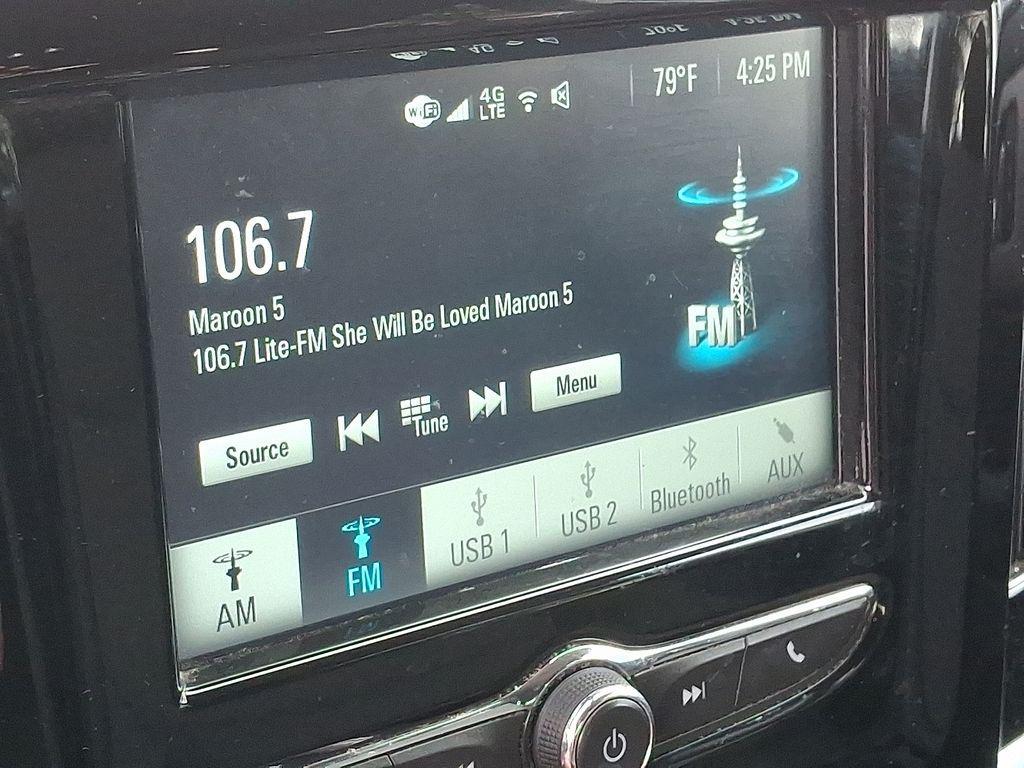 WiFi 4G LTE 79°F 4:25 PM
106.7
Maroon 5
106.7 Lite-FM She Will Be Loved Maroon 5
FM
Source Tune Menu
AM FM USB 1 USB 2 Bluetooth AUX